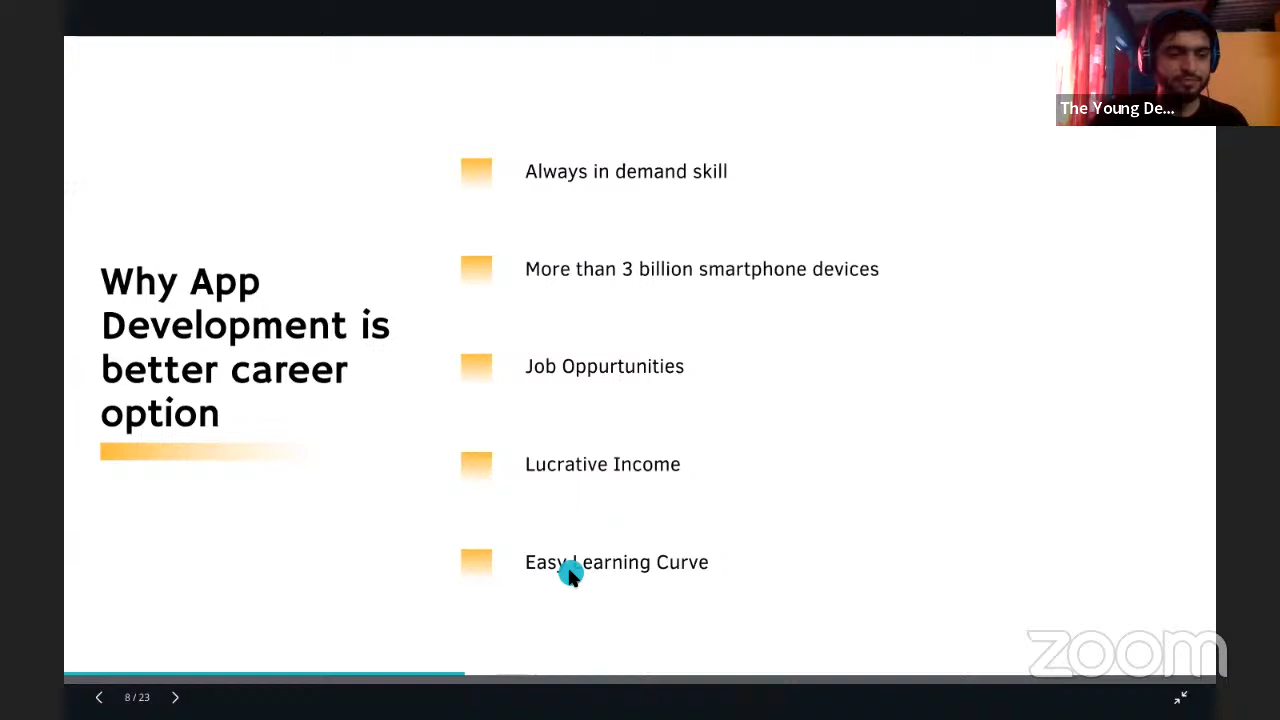 The Young De...
Always in demand skill
More than 3 billion smartphone devices
Why App
Development is
better career
option
Job Oppurtunities
Lucrative Income
Easy Learning Curve
zoom
8 / 23